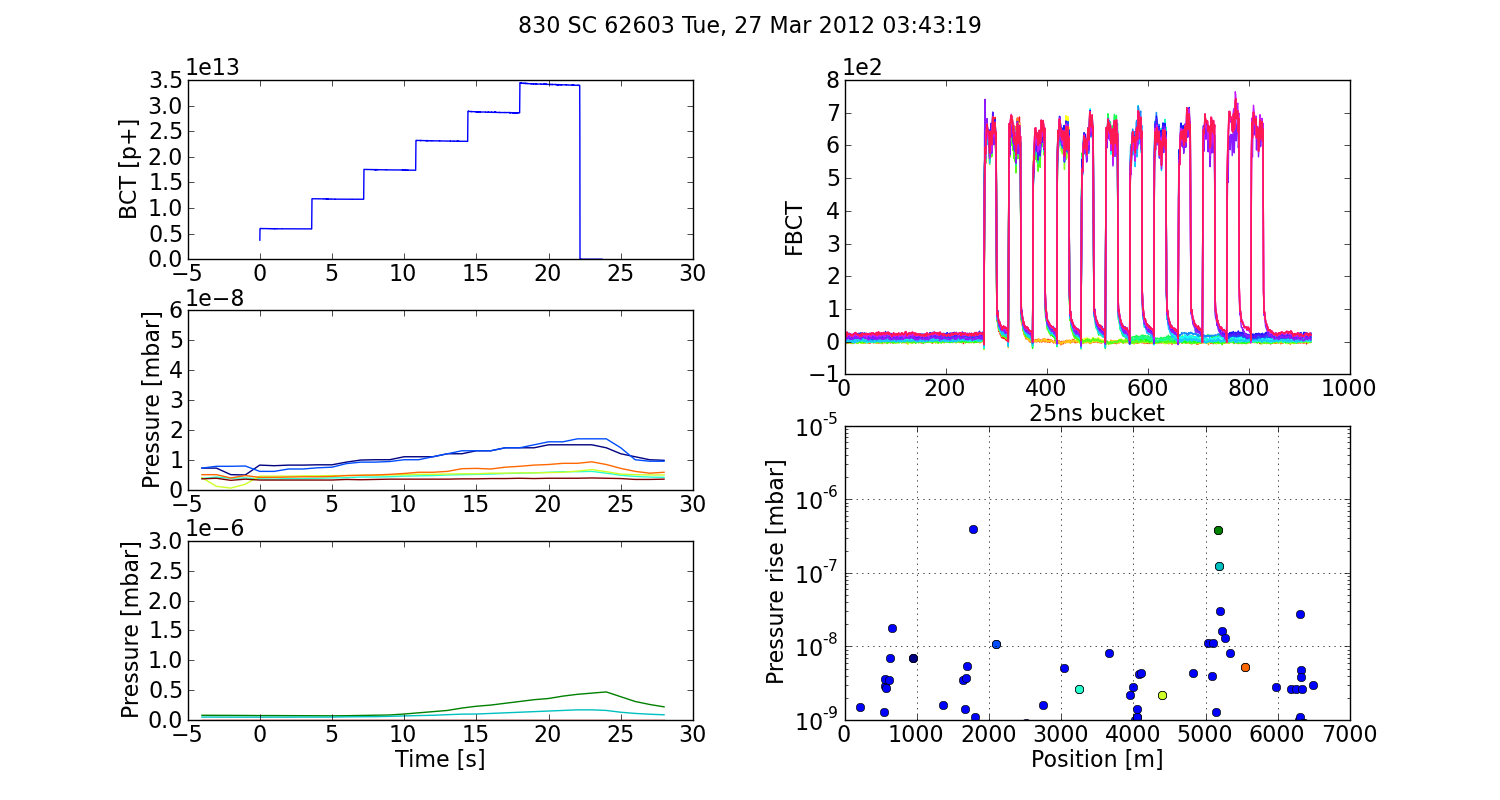 830 SC 62603 Tue, 27 Mar 2012 03:43:19
1e13
BCT [p+]
3.5
3.0
2.5
2.0
1.5
1.0
0.5
0.0
−5 0 5 10 15 20 25 30
1e−8
Pressure [mbar]
6
5
4
3
2
1
0
−5 0 5 10 15 20 25 30
1e−6
Pressure [mbar]
3.0
2.5
2.0
1.5
1.0
0.5
0.0
−5 0 5 10 15 20 25 30
Time [s]
1e2
FBCT
8
7
6
5
4
3
2
1
0
−1
0 200 400 600 800 1000
25ns bucket
Pressure rise [mbar]
10-5
10-6
10-7
10-8
10-9
0 1000 2000 3000 4000 5000 6000 7000
Position [m]